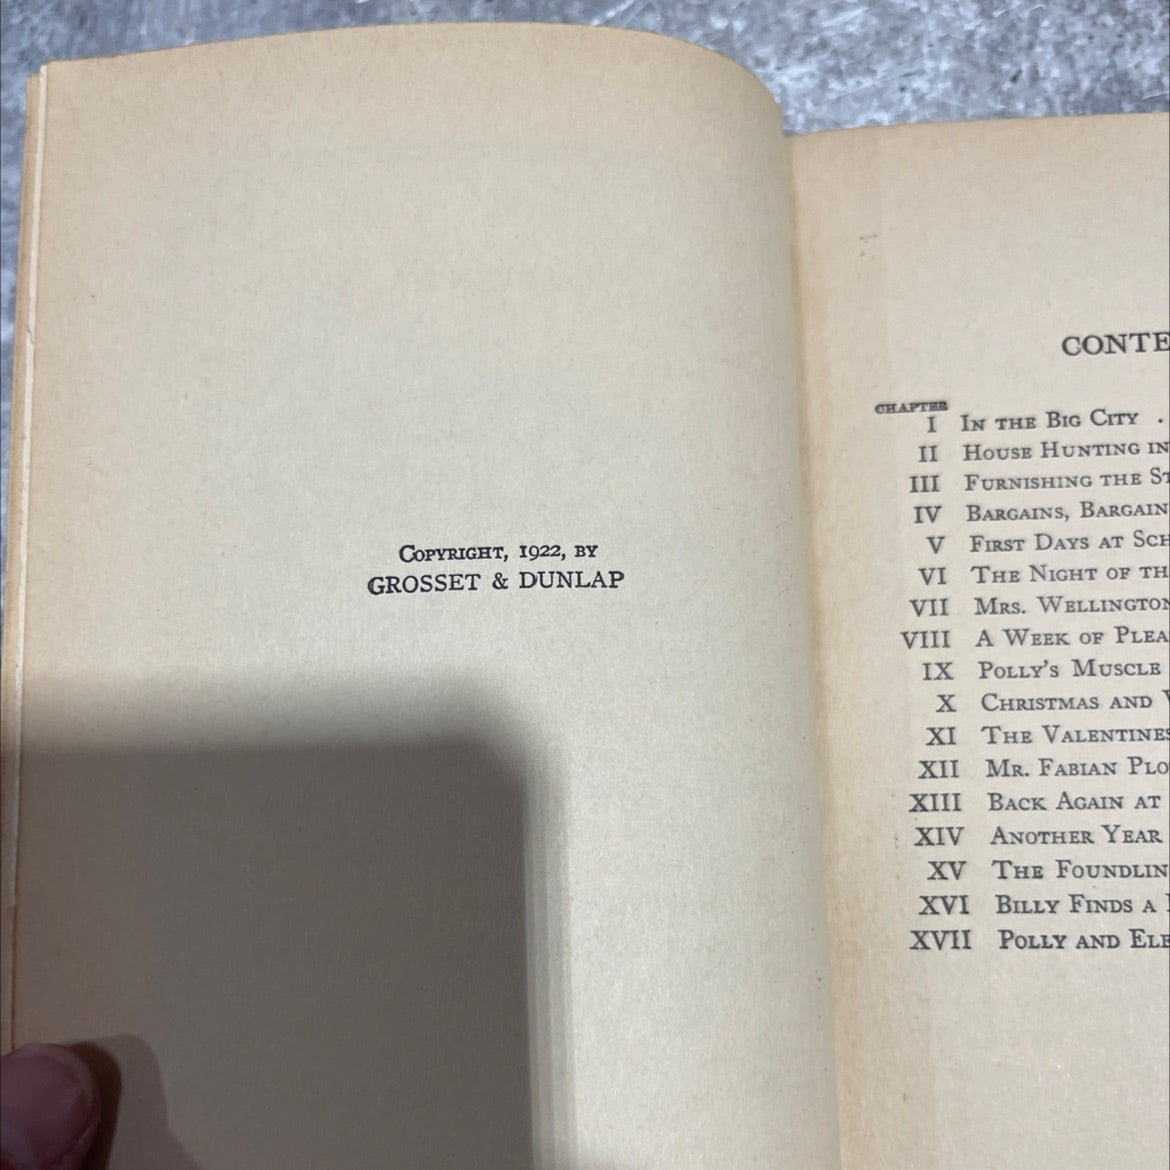 Copyright, 1922, by
GROSSET & DUNLAP
CONTE
CHAPTER
I In the Big City .
II House Hunting in
III Furnishing the St
IV Bargains, Bargain
V First Days at Sch
VI The Night of th
VII Mrs. Wellington
VIII A Week of Plea
IX Polly's Muscle
X Christmas and
XI The Valentines
XII Mr. Fabian Plo
XIII Back Again at
XIV Another Year
XV The Foundlin
XVI Billy Finds a
XVII Polly and Ele